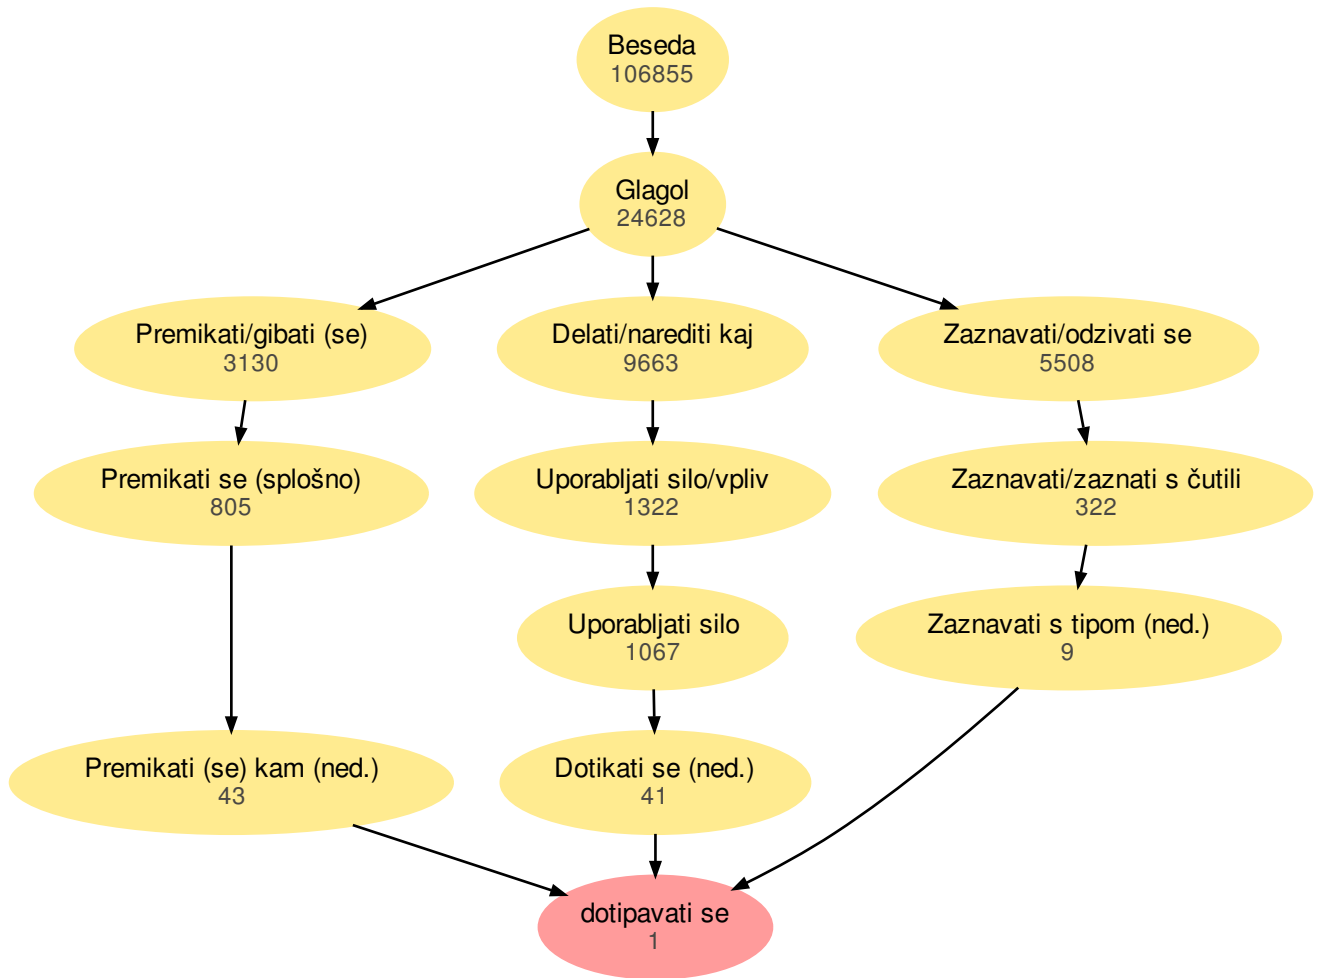 Beseda
106855
Glagol
24628
Premikati/gibati (se)
3130
Delati/narediti kaj
9663
Zaznavati/odzivati se
5508
Premikati se (splošno)
805
Uporabljati silo/vpliv
1322
Zaznavati/zaznati s čutili
322
Uporabljati silo
1067
Zaznavati s tipom (ned.)
9
Premikati (se) kam (ned.)
43
Dotikati se (ned.)
41
dotipavati se
1